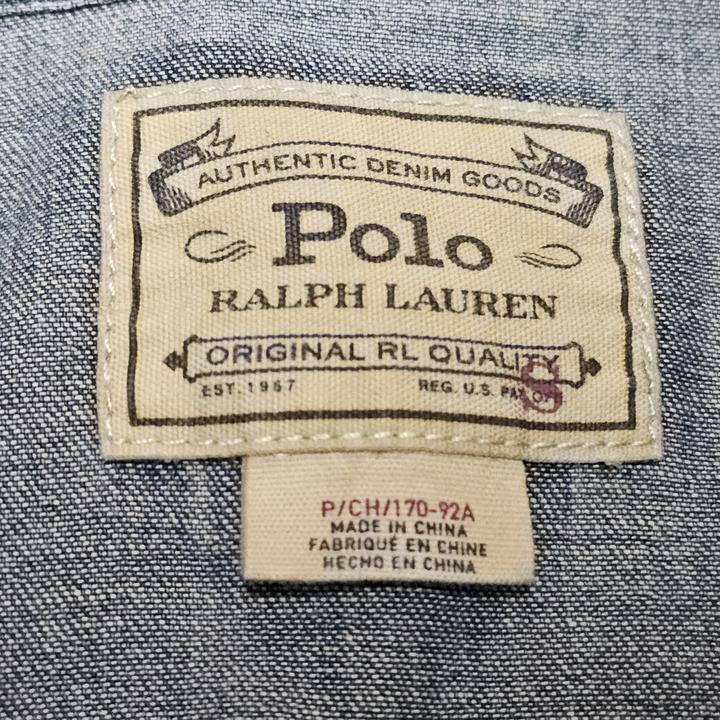 AUTHENTIC DENIM GOODS
Polo
RALPH LAUREN
ORIGINAL RL QUALITY
S
EST. 1967
REG. U.S. PAT. OFF
P/CH/170-92A
MADE IN CHINA
FABRIQUÉ EN CHINE
HECHO EN CHINA